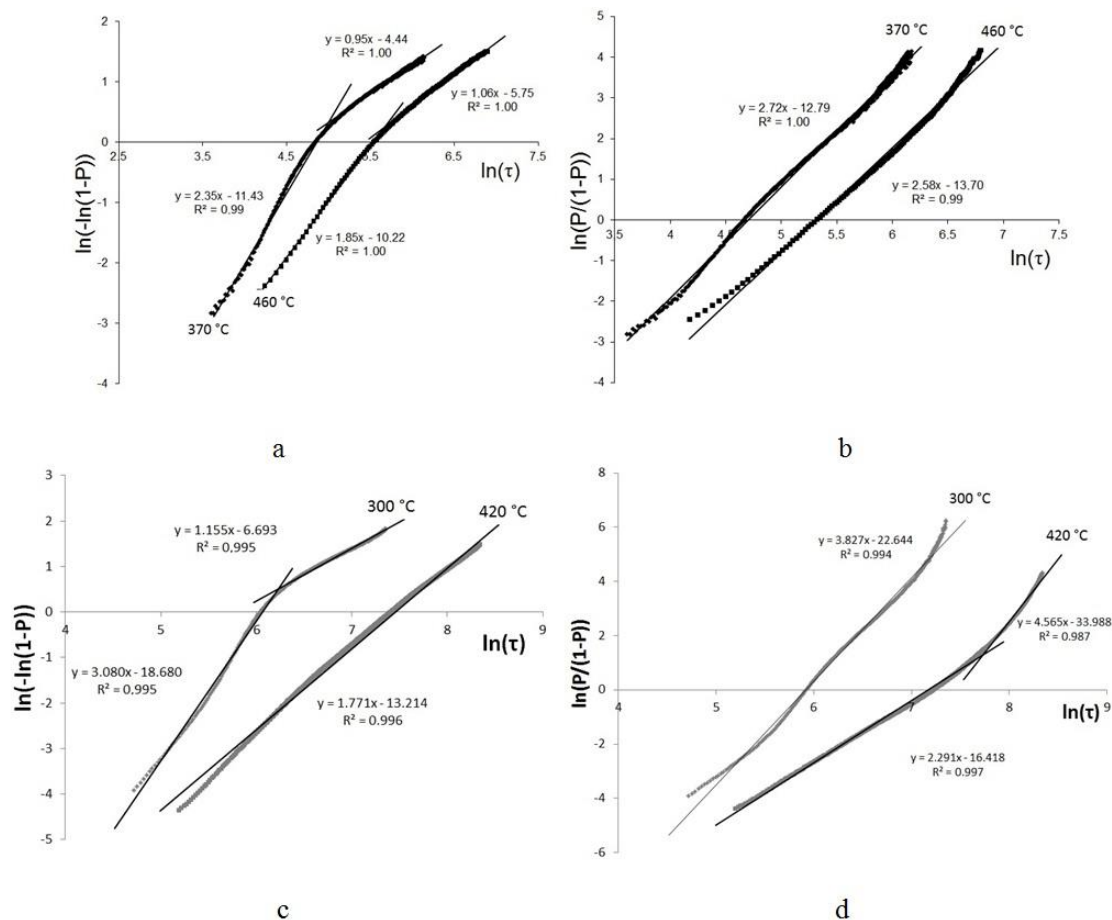 2
1
0
-1
-2
-3
-4
2.5
3.5
4.5
5.5
6.5
7.5
ln(-ln(1-P))
ln(τ)
y = 0,95x - 4.44
R² = 1.00
y = 1.06x - 5.75
R² = 1.00
y = 2.35x - 11.43
R² = 0.99
y = 1.85x - 10.22
R² = 1.00
460 °C
370 °C
a
5
4
3
2
1
0
-1
-2
-3
-4
3.5
4.5
5.5
6.5
7.5
ln(P/(1-P))
ln(τ)
370 °C
460 °C
y = 2.72x - 12.79
R² = 1.00
y = 2.58x - 13.70
R² = 0.99
b
3
2
1
0
-1
-2
-3
-4
-5
4
5
6
7
8
9
ln(-ln(1-P))
ln(τ)
300 °C
420 °C
y = 1.155x - 6.693
R² = 0.995
y = 3.080x - 18.680
R² = 0.995
y = 1.771x - 13.214
R² = 0.996
c
8
6
4
2
0
-2
-4
-6
4
5
6
7
8
9
ln(P/(1-P))
ln(τ)
300 °C
420 °C
y = 3.827x - 22.644
R² = 0.994
y = 4.565x - 33.988
R² = 0.987
y = 2.291x - 16.418
R² = 0.997
d